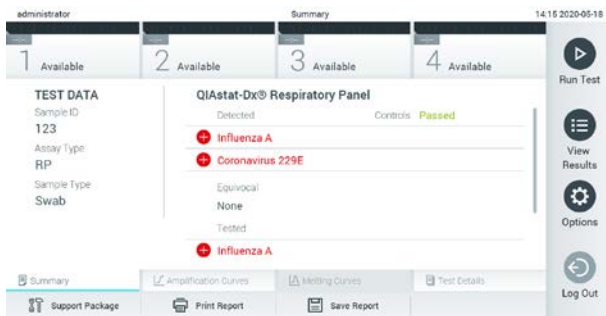 administrator Summary 14:15 2020-05-18
1 Available 2 Available 3 Available 4 Available
Run Test
View Results
Options
Log Out
TEST DATA
Sample ID
123
Assay Type
RP
Sample Type
Swab
QIAstat-Dx® Respiratory Panel
Detected Controls Passed
Influenza A
Coronavirus 229E
Equivocal
None
Tested
Influenza A
Summary Amplification Curves Melting Curves Test Details
Support Package Print Report Save Report